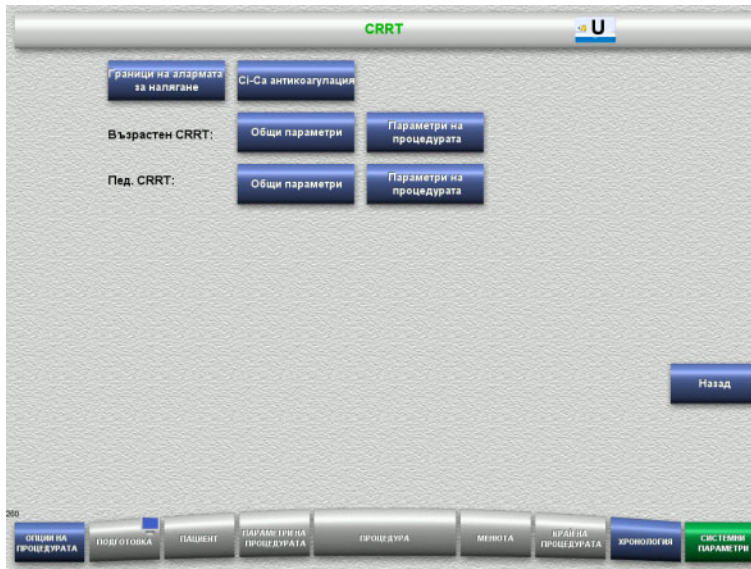 CRRT
U
Граници на алармата
за налягане
Ci-Ca антикоагулация
Възрастен CRRT:
Общи параметри
Параметри на
процедурата
Пед. CRRT:
Общи параметри
Параметри на
процедурата
Назад
260
ОПЦИИ НА
ПРОЦЕДУРАТА
ПОДГОТОВКА
ПАЦИЕНТ
ПАРАМЕТРИ НА
ПРОЦЕДУРАТА
ПРОЦЕДУРА
МЕНЮТА
КРАЙ НА
ПРОЦЕДУРАТА
ХРОНОЛОГИЯ
СИСТЕМНИ
ПАРАМЕТРИ